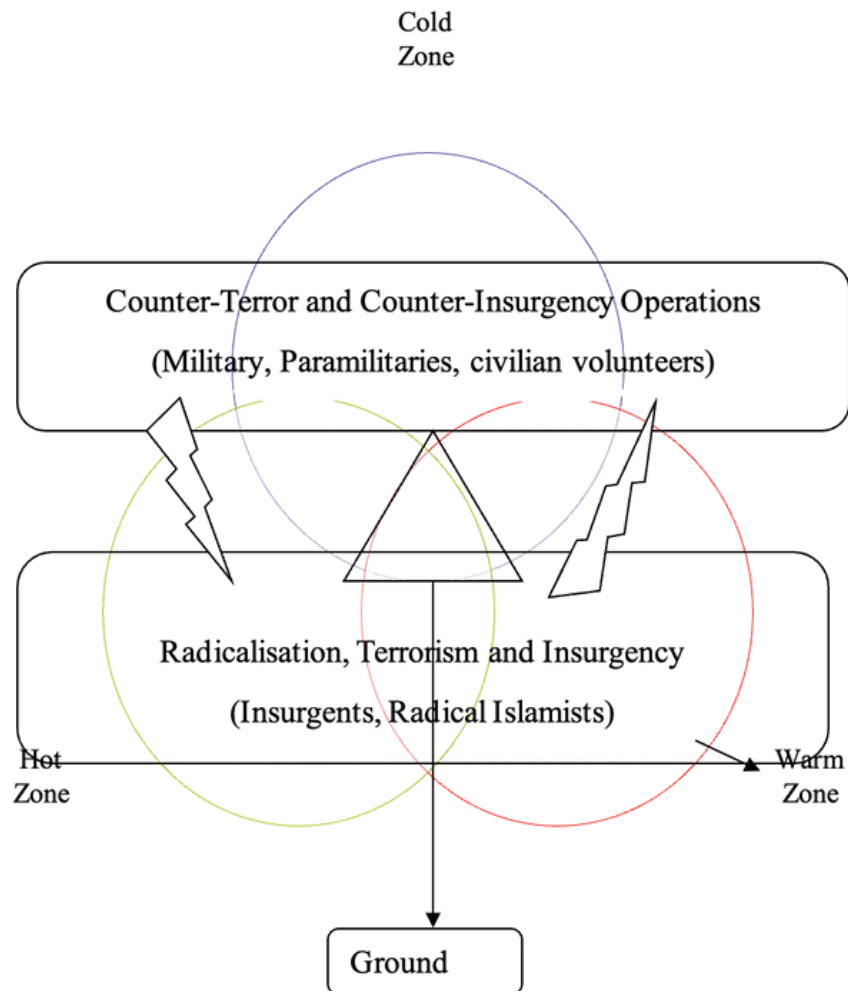 Cold
Zone
Counter-Terror and Counter-Insurgency Operations
(Military, Paramilitaries, civilian volunteers)
Radicalisation, Terrorism and Insurgency
(Insurgents, Radical Islamists)
Hot
Zone
Warm
Zone
Ground